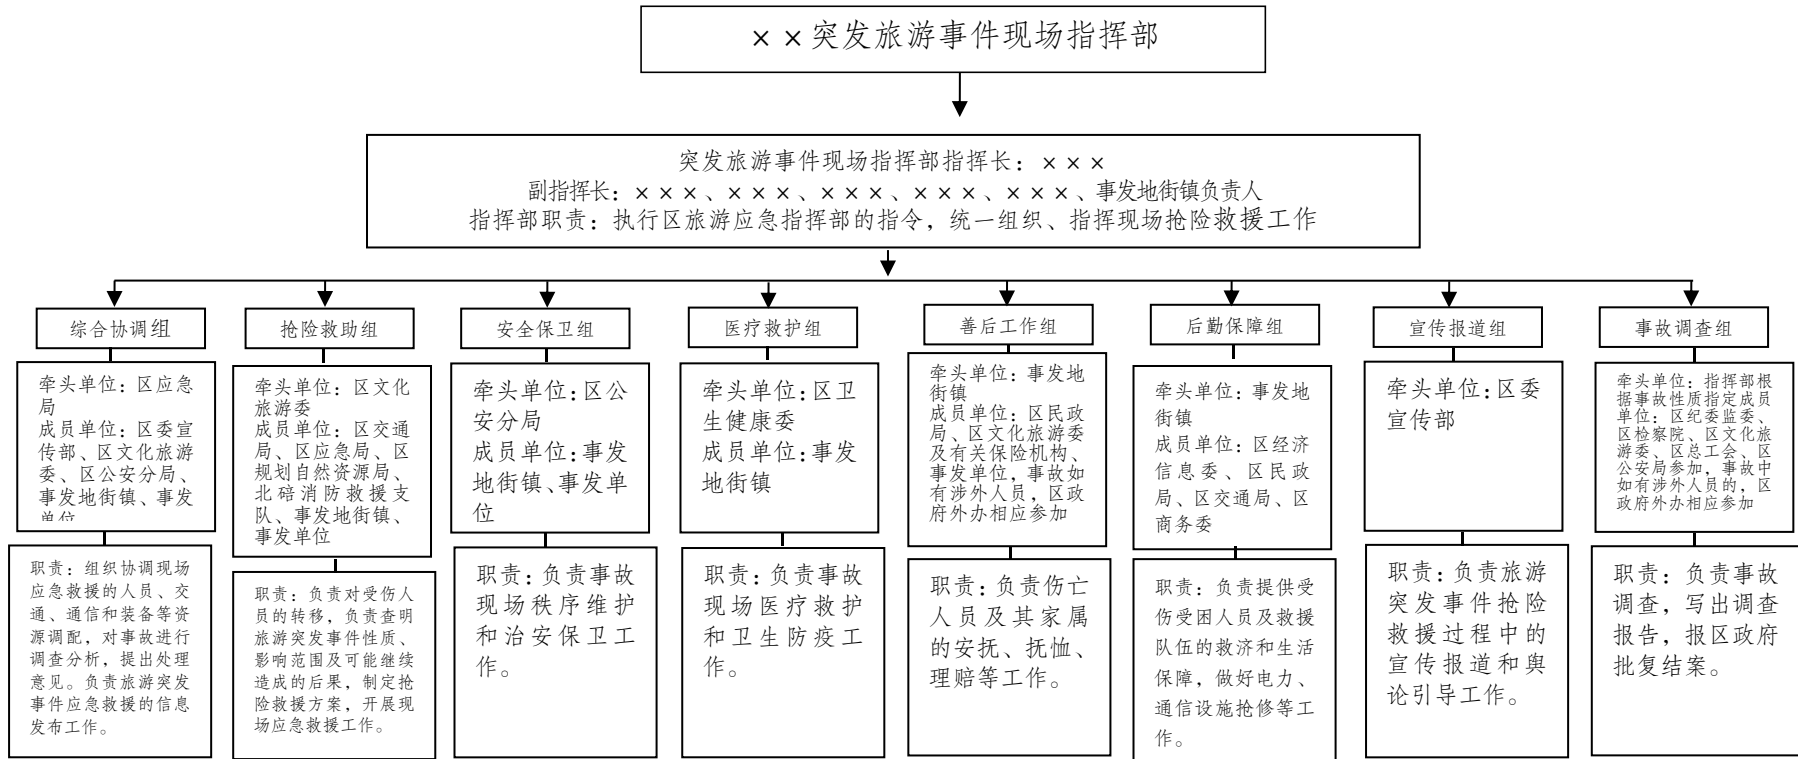 ××突发旅游事件现场指挥部
突发旅游事件现场指挥部指挥长：×××
副指挥长：×××、×××、×××、×××、×××、事发地街镇负责人
指挥部职责：执行区旅游应急指挥部的指令，统一组织、指挥现场抢险救援工作
综合协调组
牵头单位：区应急
局
成员单位：区委宣
传部、区文化旅游
委、区公安分局、
事发地街镇、事发
单位
职责：组织协调现场
应急救援的人员、交
通、通信和装备等资
源调配，对事故进行
调查分析，提出处理
意见。负责旅游突发
事件应急救援的信息
发布工作。
抢险救助组
牵头单位：区文化
旅游委
成员单位：区交通
局、区应急局、区
规划自然资源局、
北碚消防救援支
队、事发地街镇、
事发单位
职责：负责对受伤人
员的转移，负责查明
旅游突发事件性质、
影响范围及可能继续
造成的后果，制定抢
险救援方案，开展现
场应急救援工作。
安全保卫组
牵头单位：区公
安分局
成员单位：事发
地街镇、事发单
位
职责：负责事故
现场秩序维护
和治安保卫工
作。
医疗救护组
牵头单位：区卫
生健康委
成员单位：事发
地街镇
职责：负责事故
现场医疗救护
和卫生防疫工
作。
善后工作组
牵头单位：事发地
街镇
成员单位：区民政
局、区文化旅游委
及有关保险机构、
事发单位，事故如
有涉外人员，区政
府外办相应参加
职责：负责伤亡
人员及其家属
的安抚、抚恤、
理赔等工作。
后勤保障组
牵头单位：事发地
街镇
成员单位：区经济
信息委、区民政
局、区交通局、区
商务委
职责：负责提供受
伤受困人员及救援
队伍的救济和生活
保障，做好电力、
通信设施抢修等工
作。
宣传报道组
牵头单位：区委
宣传部
职责：负责旅游
突发事件抢险
救援过程中的
宣传报道和舆
论引导工作。
事故调查组
牵头单位：指挥部根
据事故性质指定成员
单位：区纪委监委、
区检察院、区文化旅
游委、区总工会、区
公安局参加，事故中
如有涉外人员的，区
政府外办相应参加
职责：负责事故
调查，写出调查
报告，报区政府
批复结案。